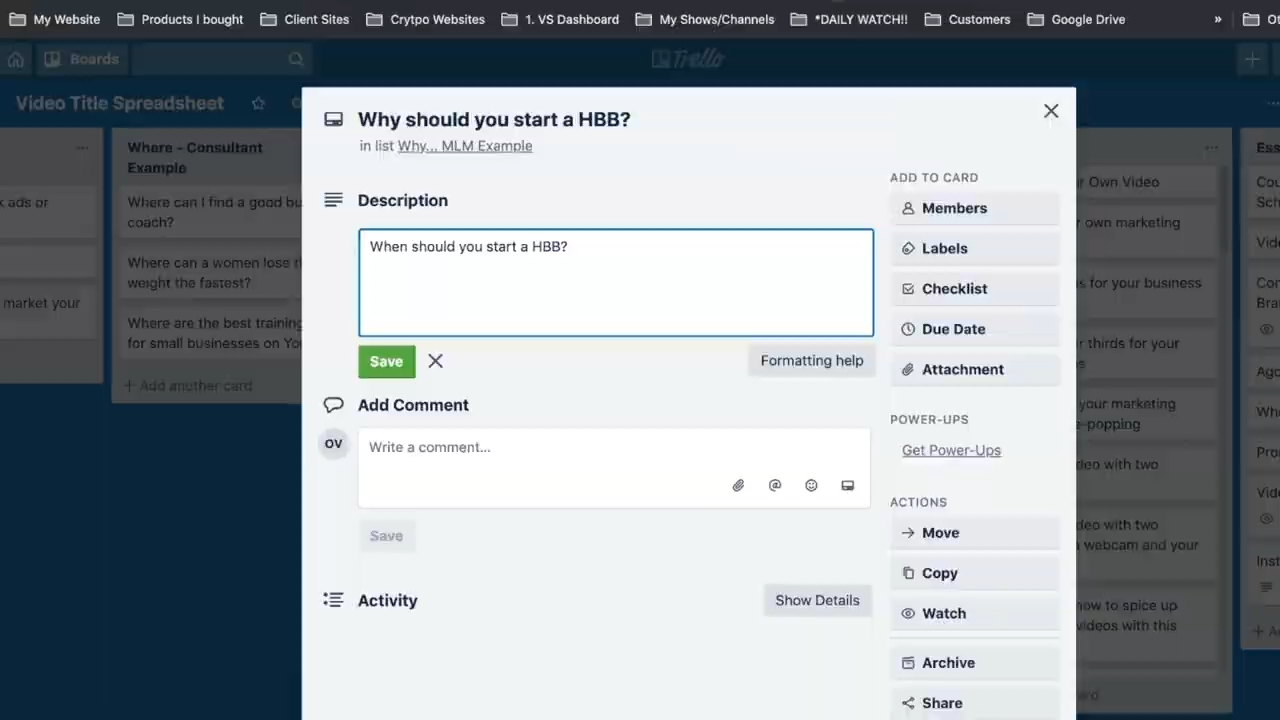 My Website Products I bought Client Sites Crytpo Websites 1. VS Dashboard My Shows/Channels *DAILY WATCH!! Customers Google Drive » Ot
Boards
Trello
Video Title Spreadsheet
Where - Consultant
Example
k ads or
Where can I find a good bu
coach?
Where can a women lose t
weight the fastest?
market your
Where are the best training
for small businesses on Yo
+ Add another card
Why should you start a HBB?
in list Why... MLM Example
Description
When should you start a HBB?
Save
Formatting help
Add Comment
OV
Write a comment...
Save
Activity
Show Details
ADD TO CARD
Members
Labels
Checklist
Due Date
Attachment
POWER-UPS
Get Power-Ups
ACTIONS
Move
Copy
Watch
Archive
Share
r Own Video
r own marketing
s for your business
r thirds for your
s
your marketing
e-popping
deo with two
deo with two
a webcam and your
how to spice up
videos with this
ard
Ess
Cou
Sch
Vide
Con
Bra
Ago
Wh
Pro
Vid
Inst
+ A